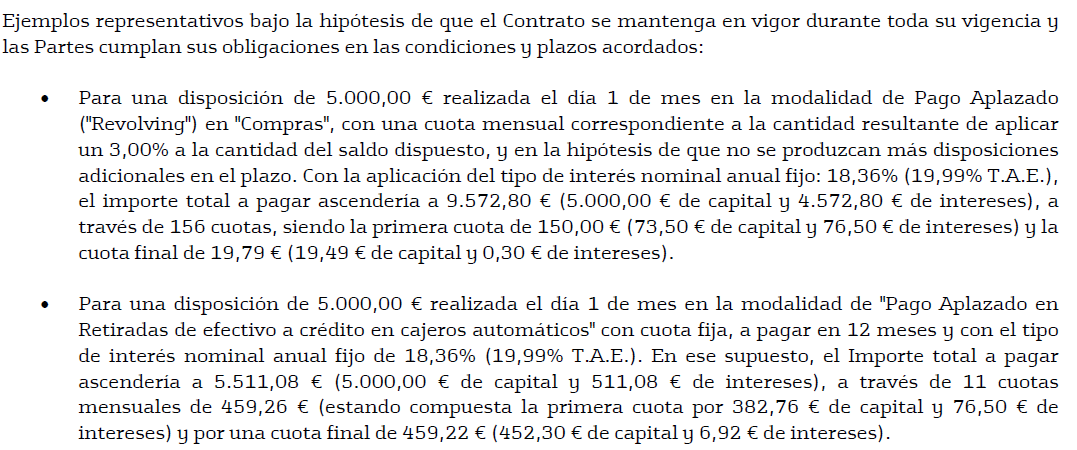 Ejemplos representativos bajo la hipótesis de que el Contrato se mantenga en vigor durante toda su vigencia y
las Partes cumplan sus obligaciones en las condiciones y plazos acordados:
• Para una disposición de 5.000,00 € realizada el día 1 de mes en la modalidad de Pago Aplazado
("Revolving") en "Compras", con una cuota mensual correspondiente a la cantidad resultante de aplicar
un 3,00% a la cantidad del saldo dispuesto, y en la hipótesis de que no se produzcan más disposiciones
adicionales en el plazo. Con la aplicación del tipo de interés nominal anual fijo: 18,36% (19,99% T.A.E.),
el importe total a pagar ascendería a 9.572,80 € (5.000,00 € de capital y 4.572,80 € de intereses), a
través de 156 cuotas, siendo la primera cuota de 150,00 € (73,50 € de capital y 76,50 € de intereses) y la
cuota final de 19,79 € (19,49 € de capital y 0,30 € de intereses).
• Para una disposición de 5.000,00 € realizada el día 1 de mes en la modalidad de "Pago Aplazado en
Retiradas de efectivo a crédito en cajeros automáticos" con cuota fija, a pagar en 12 meses y con el tipo
de interés nominal anual fijo de 18,36% (19,99% T.A.E.). En ese supuesto, el Importe total a pagar
ascendería a 5.511,08 € (5.000,00 € de capital y 511,08 € de intereses), a través de 11 cuotas
mensuales de 459,26 € (estando compuesta la primera cuota por 382,76 € de capital y 76,50 € de
intereses) y por una cuota final de 459,22 € (452,30 € de capital y 6,92 € de intereses).